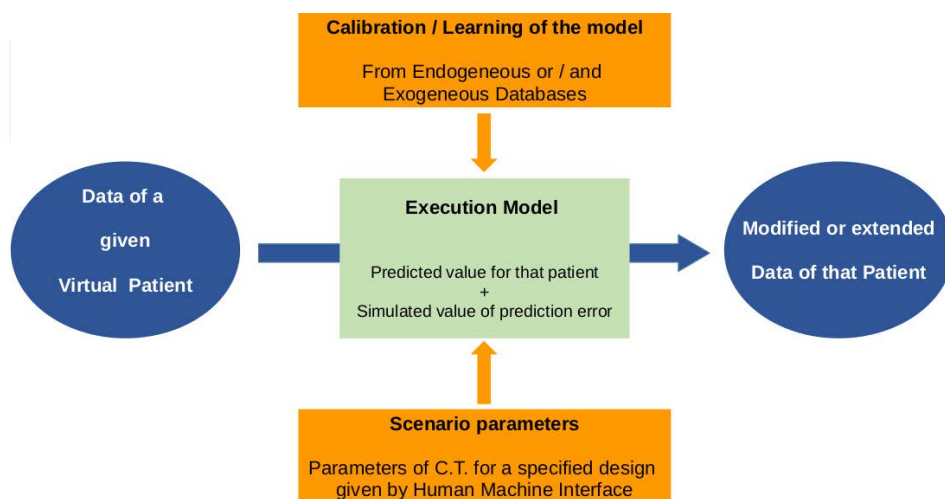 Calibration / Learning of the model
From Endogeneous or / and
Exogeneous Databases
Data of a
given
Virtual Patient
Execution Model
Predicted value for that patient
+
Simulated value of prediction error
Modified or extended
Data of that Patient
Scenario parameters
Parameters of C.T. for a specified design
given by Human Machine Interface